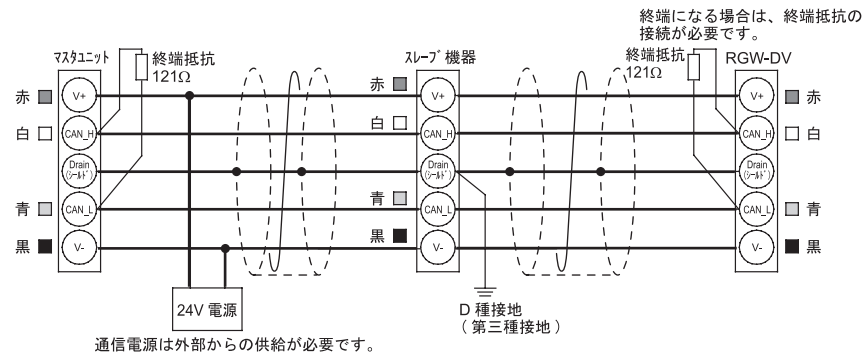 終端になる場合は、終端抵抗の
接続が必要です。
ﾏｽﾀﾕﾆｯﾄ
終端抵抗
121Ω
ｽﾚｰﾌﾞ機器
終端抵抗
121Ω
RGW-DV
赤
V+
赤
V+
V+
赤
白
CAN_H
白
CAN_H
CAN_H
白
Drain
(ｼｰﾙﾄﾞ)
Drain
(ｼｰﾙﾄﾞ)
Drain
(ｼｰﾙﾄﾞ)
青
CAN_L
青
CAN_L
CAN_L
青
黒
V-
黒
V-
V-
黒
24V 電源
D 種接地
( 第三種接地 )
通信電源は外部からの供給が必要です。